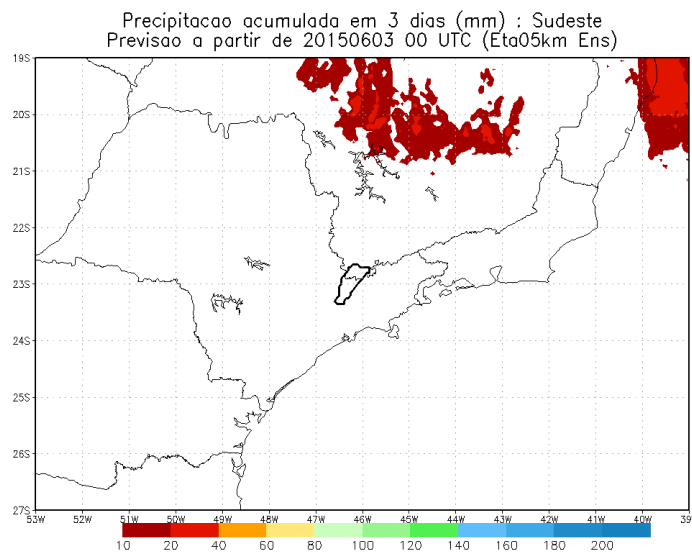 Precipitacao acumulada em 3 dias (mm) : Sudeste
Previsao a partir de 20150603 00 UTC (Eta05km Ens)
19S
20S
21S
22S
23S
24S
25S
26S
27S
53W 52W 51W 50W 49W 48W 47W 46W 45W 44W 43W 42W 41W 40W 39
10 20 40 60 80 100 120 140 160 180 200